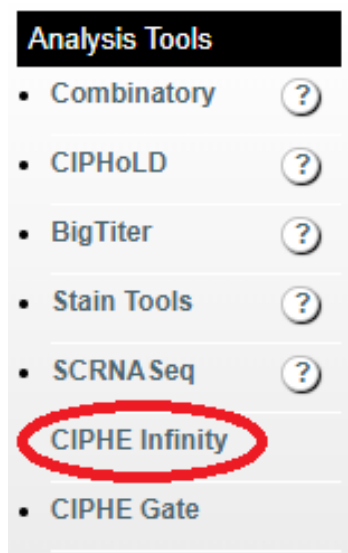 Analysis Tools
• Combinatory ?
• CIPHoLD ?
• BigTiter ?
• Stain Tools ?
• SCRNASeq ?
CIPHE Infinity
• CIPHE Gate